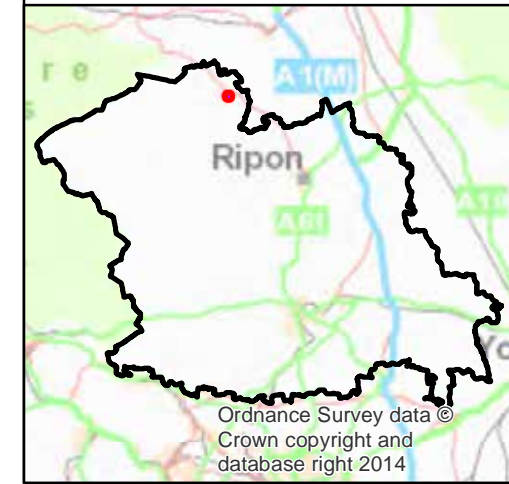 r e
s
A1(M)
Ripon
A61
A1(
Yo
Ordnance Survey data ©
Crown copyright and
database right 2014